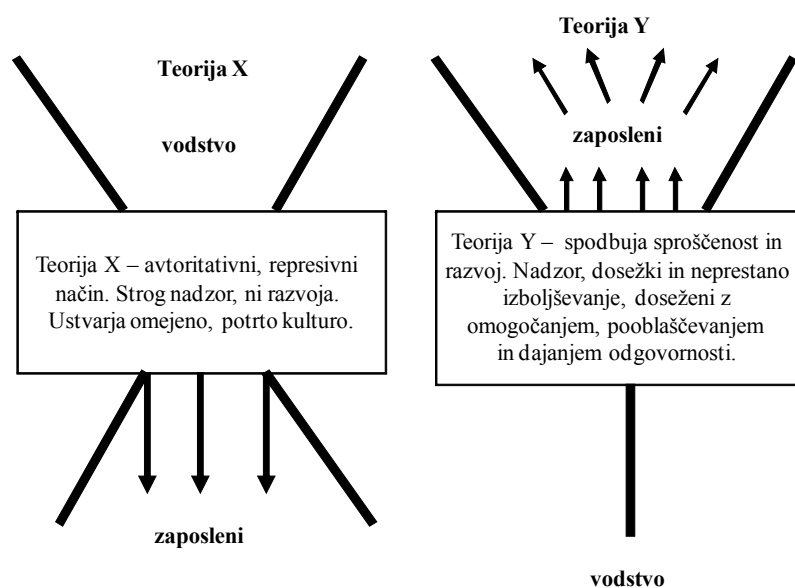 Teorija X
vodstvo
Teorija X – avtoritativni, represivni
način. Strog nadzor, ni razvoja.
Ustvarja omejeno, potrto kulturo.
zaposleni
Teorija Y
zaposleni
Teorija Y – spodbuja sproščenost in
razvoj. Nadzor, dosežki in neprestano
izboljševanje, doseženi z
omogočanjem, pooblaščevanjem
in dajanjem odgovornosti.
vodstvo